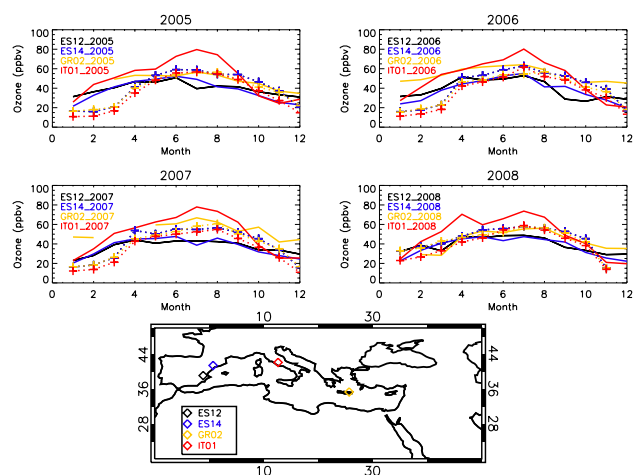 2005
Ozone (ppbv)
100
80
60
40
20
0
ES12_2005
ES14_2005
GR02_2005
IT01_2005
0 2 4 6 8 10 12
Month
2006
Ozone (ppbv)
100
80
60
40
20
0
ES12_2006
ES14_2006
GR02_2006
IT01_2006
0 2 4 6 8 10 12
Month
2007
Ozone (ppbv)
100
80
60
40
20
0
ES12_2007
ES14_2007
GR02_2007
IT01_2007
0 2 4 6 8 10 12
Month
2008
Ozone (ppbv)
100
80
60
40
20
0
ES12_2008
ES14_2008
GR02_2008
IT01_2008
0 2 4 6 8 10 12
Month
10 30
44 44
36 36
28 28
ES12
ES14
GR02
IT01
10 30